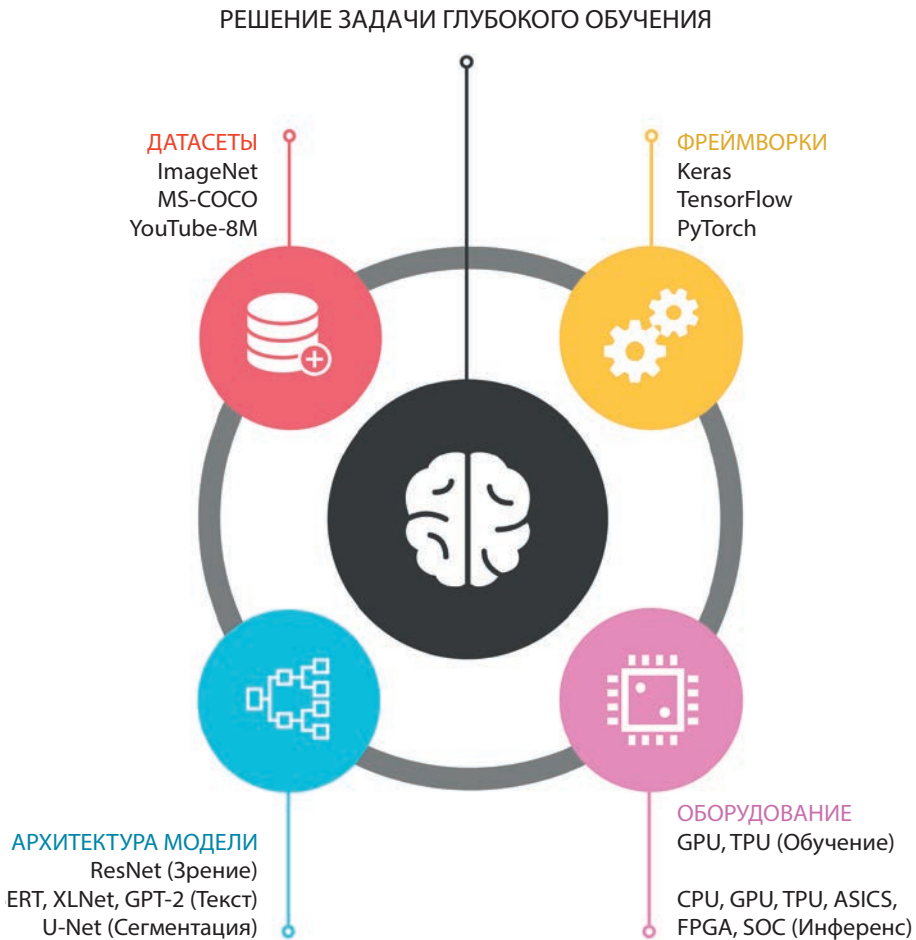 РЕШЕНИЕ ЗАДАЧИ ГЛУБОКОГО ОБУЧЕНИЯ
ДАТАСЕТЫ
ImageNet
MS-COCO
YouTube-8M
ФРЕЙМВОРКИ
Keras
TensorFlow
PyTorch
АРХИТЕКТУРА МОДЕЛИ
ResNet (Зрение)
ERT, XLNet, GPT-2 (Текст)
U-Net (Сегментация)
ОБОРУДОВАНИЕ
GPU, TPU (Обучение)
CPU, GPU, TPU, ASICS,
FPGA, SOC (Инференс)